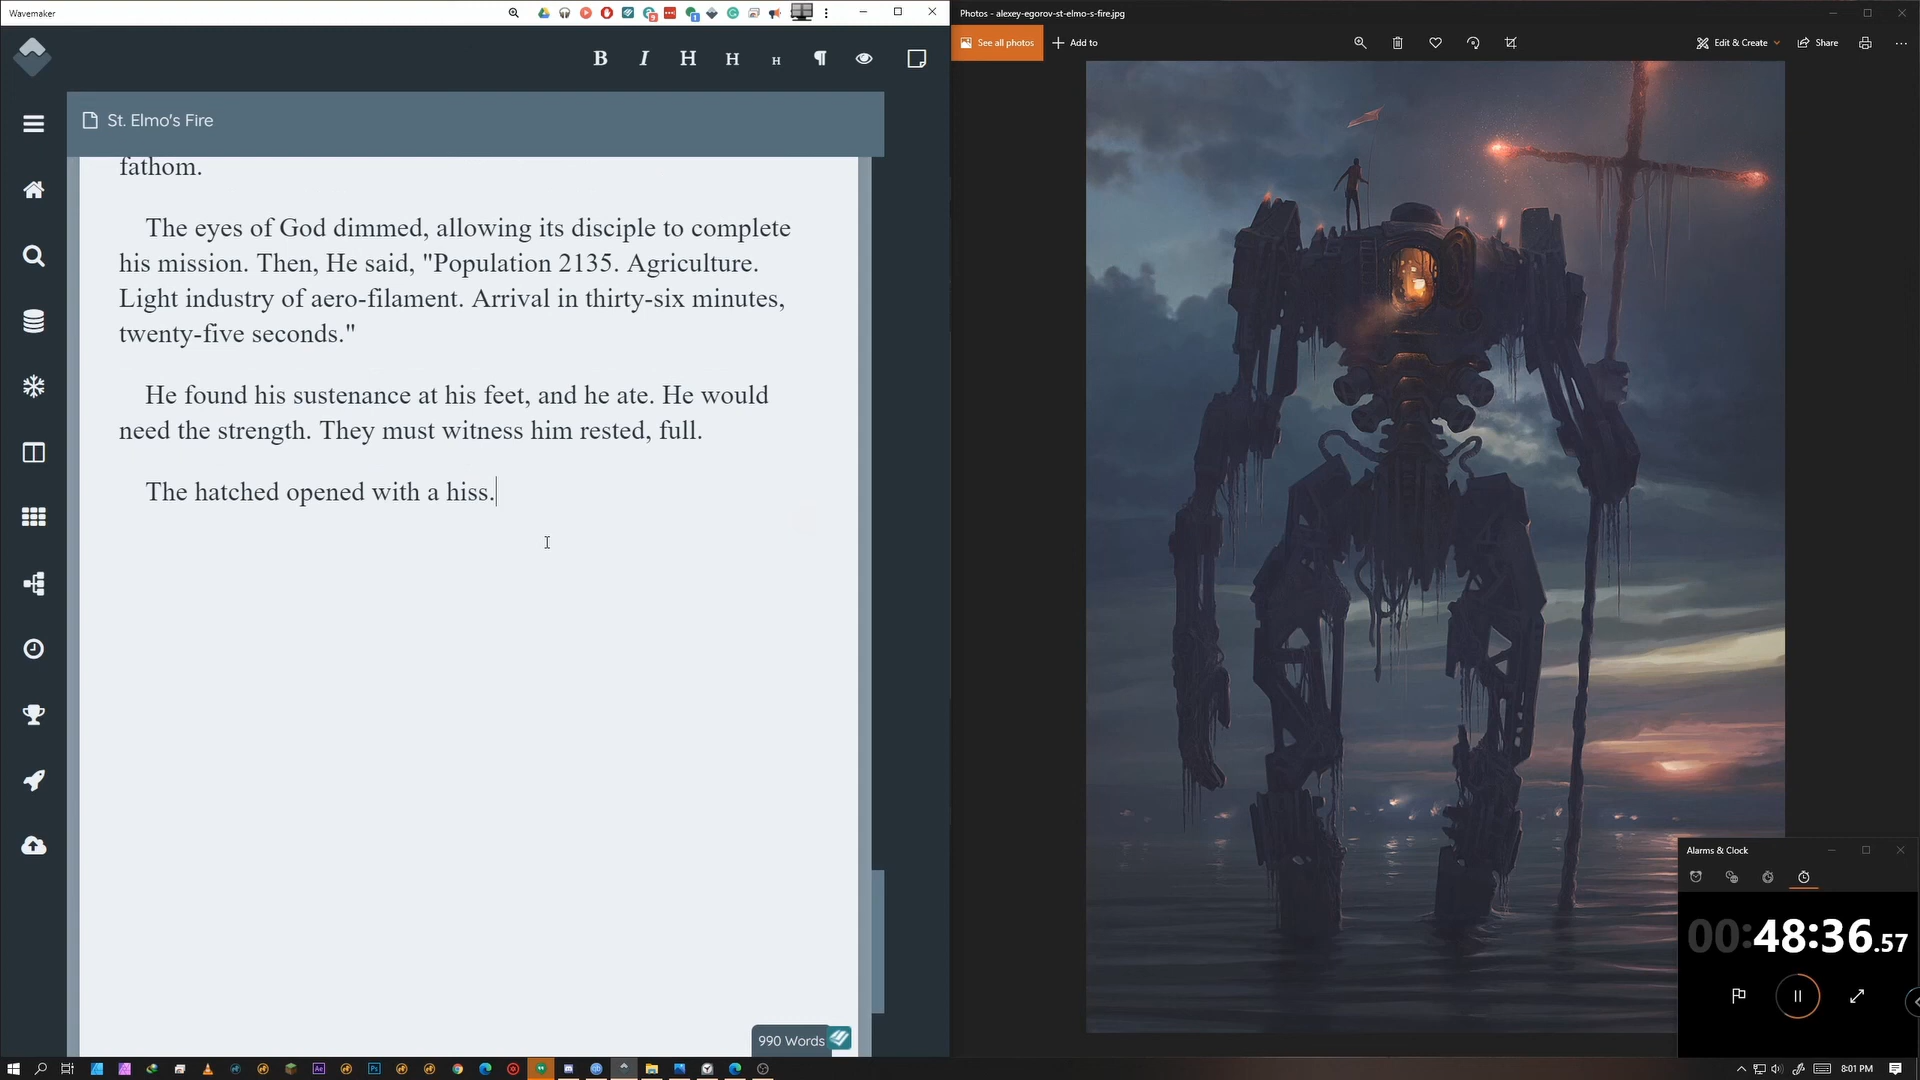 Wavemaker
B I H H H ¶
St. Elmo's Fire
fathom.
The eyes of God dimmed, allowing its disciple to complete
his mission. Then, He said, "Population 2135. Agriculture.
Light industry of aero-filament. Arrival in thirty-six minutes,
twenty-five seconds."
He found his sustenance at his feet, and he ate. He would
need the strength. They must witness him rested, full.
The hatched opened with a hiss.
990 Words
Photos - alexey-egorov-st-elmo-s-fire.jpg
See all photos
Add to
Edit & Create
Share
Alarms & Clock
00:48:36.57
8:01 PM